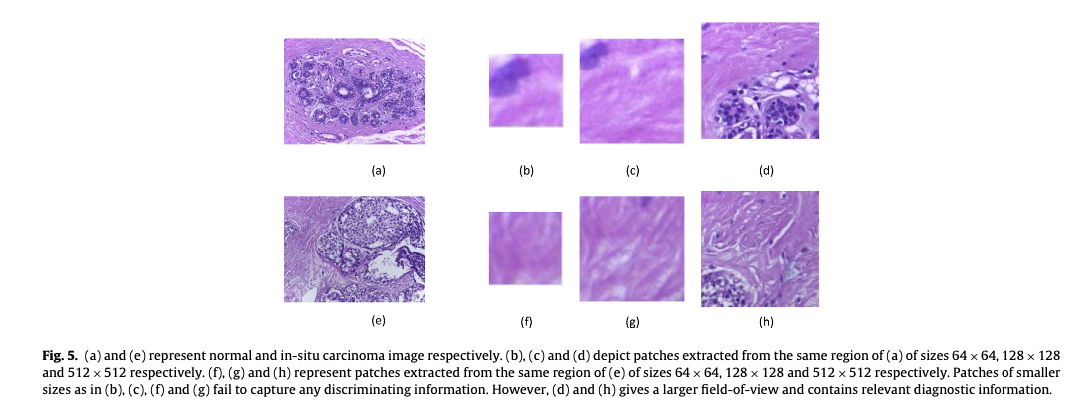 (a) (b) (c) (d)
(e) (f) (g) (h)
Fig. 5. (a) and (e) represent normal and in-situ carcinoma image respectively. (b), (c) and (d) depict patches extracted from the same region of (a) of sizes 64 × 64, 128 × 128
and 512 × 512 respectively. (f), (g) and (h) represent patches extracted from the same region of (e) of sizes 64 × 64, 128 × 128 and 512 × 512 respectively. Patches of smaller
sizes as in (b), (c), (f) and (g) fail to capture any discriminating information. However, (d) and (h) gives a larger field-of-view and contains relevant diagnostic information.